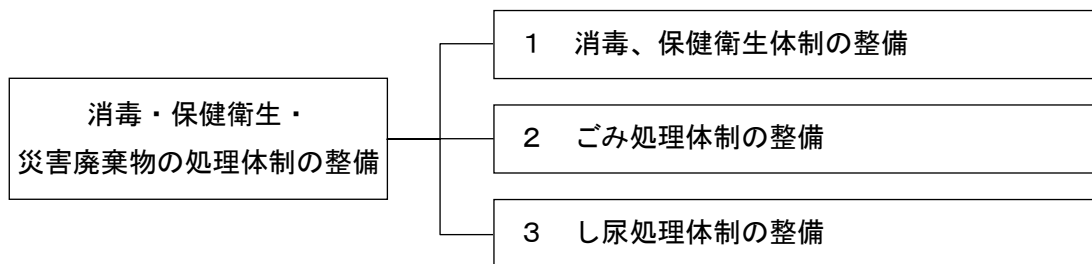 消毒・保健衛生・
災害廃棄物の処理体制の整備
１　消毒、保健衛生体制の整備
２　ごみ処理体制の整備
３　し尿処理体制の整備